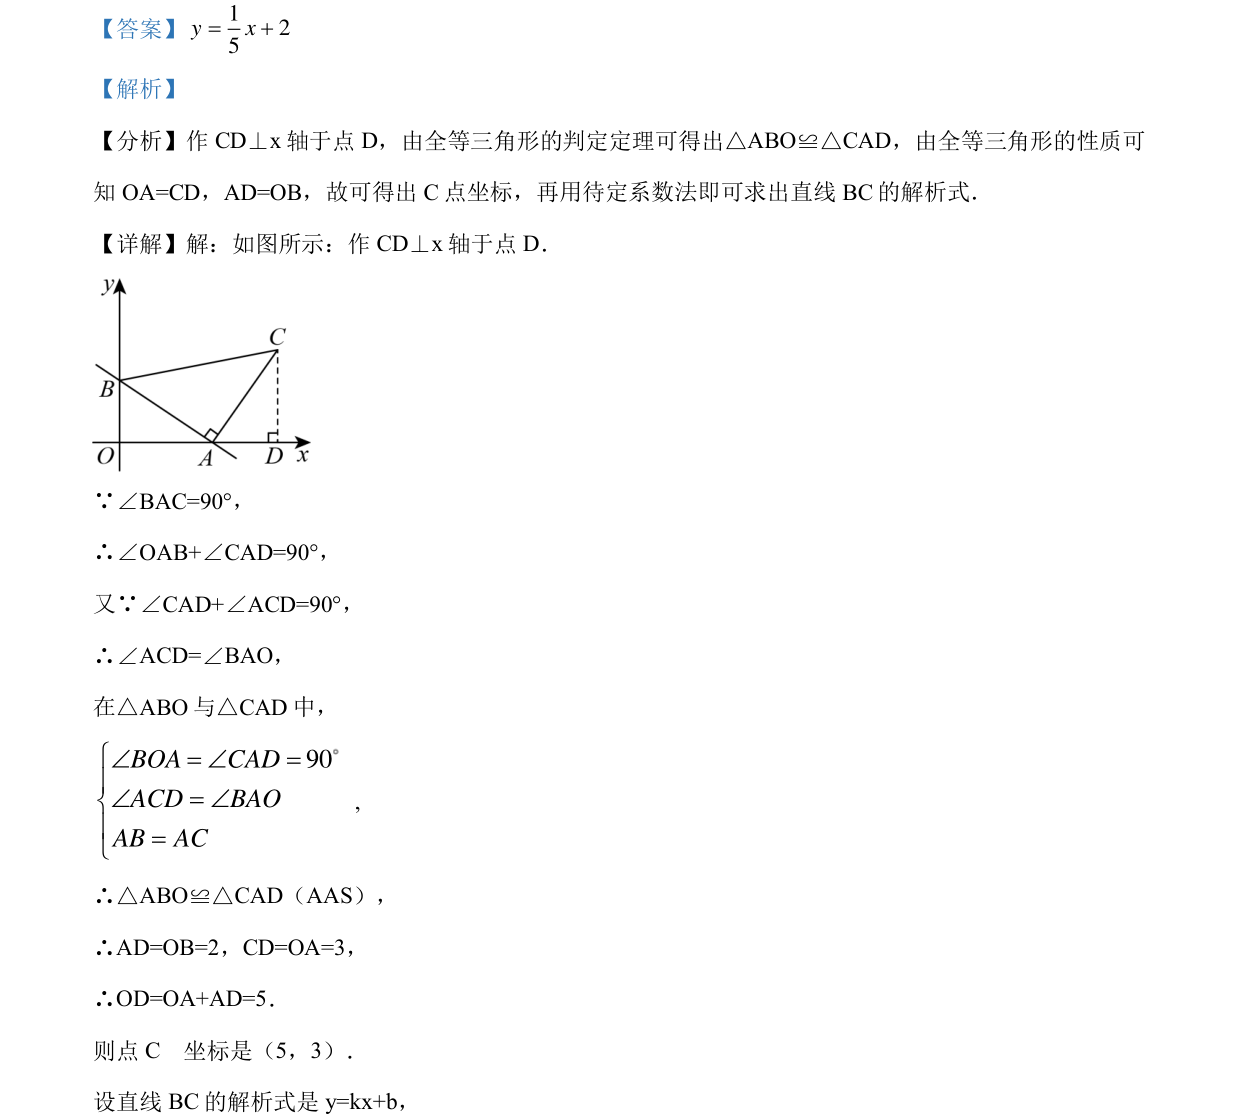 【答案】y=\frac{1}{5}x+2
【解析】
【分析】作 CD⊥x 轴于点 D，由全等三角形的判定定理可得出△ABO≌△CAD，由全等三角形的性质可
知 OA=CD，AD=OB，故可得出 C 点坐标，再用待定系数法即可求出直线 BC 的解析式．
【详解】解：如图所示：作 CD⊥x 轴于点 D．
y
C
B
O
A
D
x
∵∠BAC=90°，
∴∠OAB+∠CAD=90°，
又∵∠CAD+∠ACD=90°，
∴∠ACD=∠BAO，
在△ABO 与△CAD 中，
∠BOA=∠CAD=90°
∠ACD=∠BAO ，
AB=AC
∴△ABO≌△CAD（AAS），
∴AD=OB=2，CD=OA=3，
∴OD=OA+AD=5．
则点 C 坐标是（5，3）．
设直线 BC 的解析式是 y=kx+b，